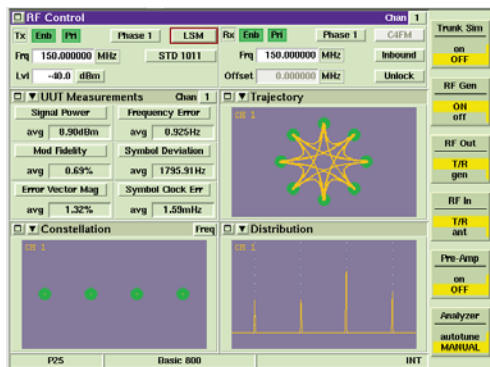 RF Control Chan 1
Tx Enb Pri Phase 1 LSM Rx Enb Pri Phase 1 C4FM
Frq 150.000000 MHz STD 1011 Frq 150.000000 MHz Inbound
Lvl -40.0 dBm Offset 0.000000 MHz Unlock
UUT Measurements Chan 1
Signal Power Frequency Error
avg 0.90dBm avg 0.925Hz
Mod Fidelity Symbol Deviation
avg 0.69% avg 1795.91Hz
Error Vector Mag Symbol Clock Err
avg 1.32% avg 1.59mHz
Trajectory
CH 1
Constellation Freq
CH 1
Distribution
CH 1
P25 Basic 800 INT
Trunk Sim
on
OFF
RF Gen
ON
off
RF Out
T/R
gen
RF In
T/R
ant
Pre-Amp
on
OFF
Analyzer
autotune
MANUAL